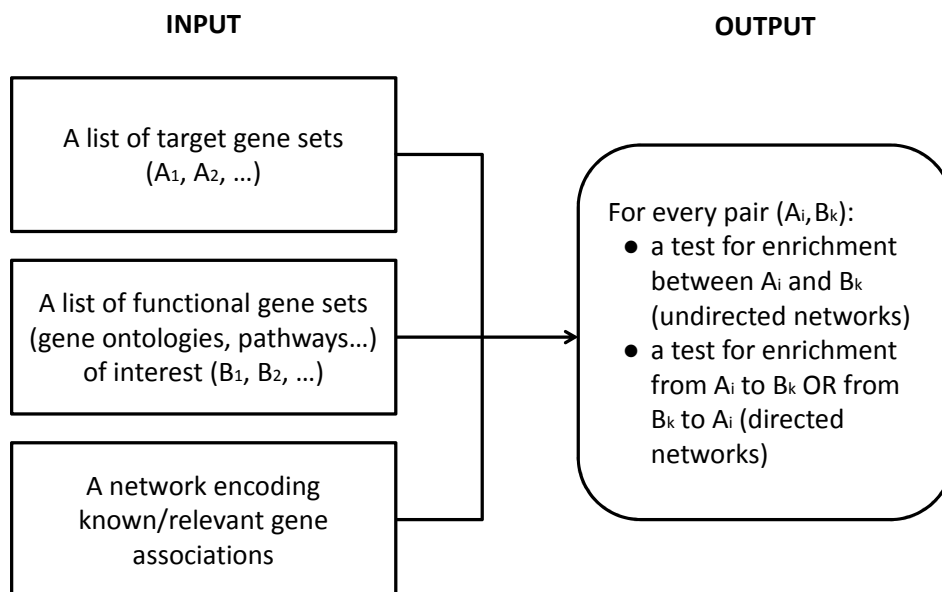 INPUT
A list of target gene sets
(A₁, A₂, ...)
A list of functional gene sets
(gene ontologies, pathways...)
of interest (B₁, B₂, ...)
A network encoding
known/relevant gene
associations
OUTPUT
For every pair (Aᵢ,Bₖ):
● a test for enrichment
between Aᵢ and Bₖ
(undirected networks)
● a test for enrichment
from Aᵢ to Bₖ OR from
Bₖ to Aᵢ (directed
networks)